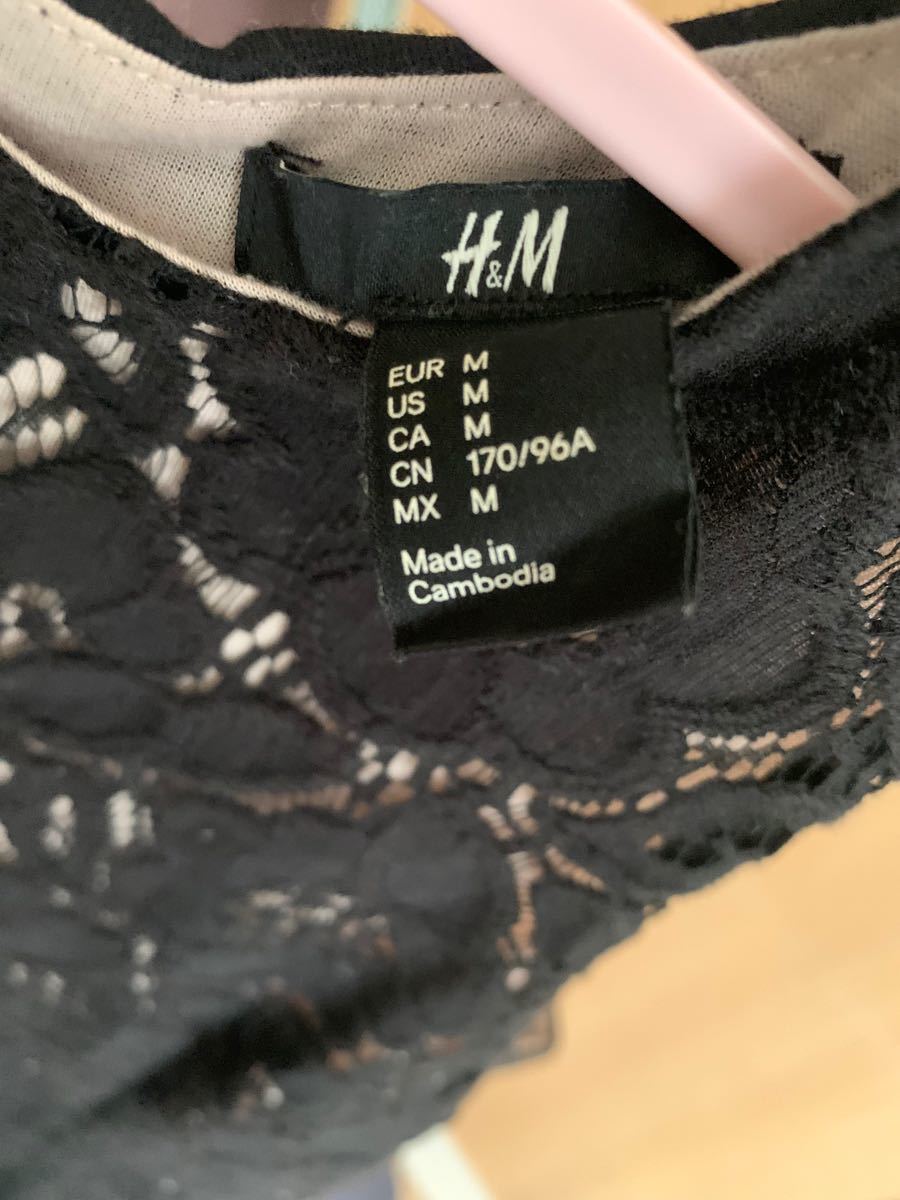 H&M
EUR M
US M
CA M
CN 170/96A
MX M
Made in
Cambodia